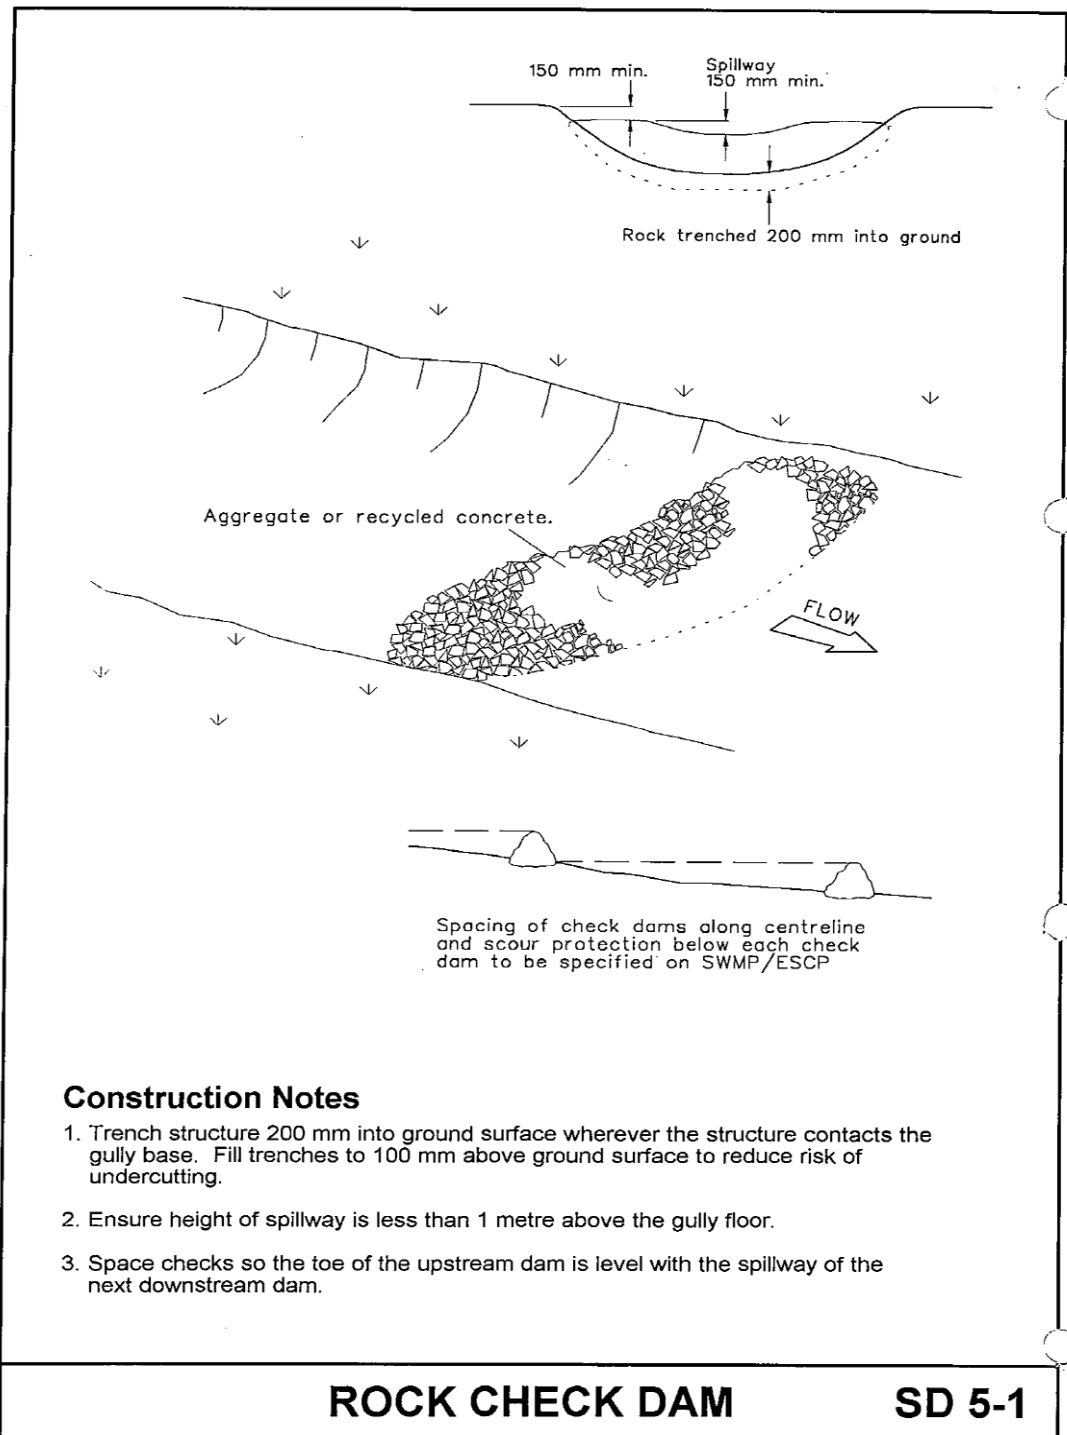 150 mm min.
Spillway
150 mm min.
Rock trenched 200 mm into ground
Aggregate or recycled concrete.
FLOW
Spacing of check dams along centreline
and scour protection below each check
dam to be specified on SWMP/ESCP
Construction Notes
1. Trench structure 200 mm into ground surface wherever the structure contacts the
gully base. Fill trenches to 100 mm above ground surface to reduce risk of
undercutting.
2. Ensure height of spillway is less than 1 metre above the gully floor.
3. Space checks so the toe of the upstream dam is level with the spillway of the
next downstream dam.
ROCK CHECK DAM SD 5-1